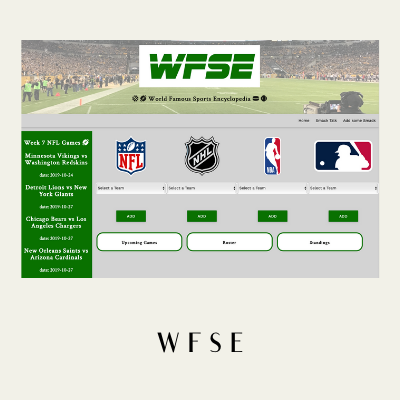 WFSE
World Famous Sports Encyclopedia
Home Smack Talk Add some Smack
Week 7 NFL Games
Minnesota Vikings vs
Washington Redskins
date: 2019-10-24
Detroit Lions vs New
York Giants
date: 2019-10-27
Chicago Bears vs Los
Angeles Chargers
date: 2019-10-27
New Orleans Saints vs
Arizona Cardinals
date: 2019-10-27
NFL NHL NBA
Select a Team Select a Team Select a Team Select a Team
ADD ADD ADD ADD
Upcoming Games Roster Standings
WFSE